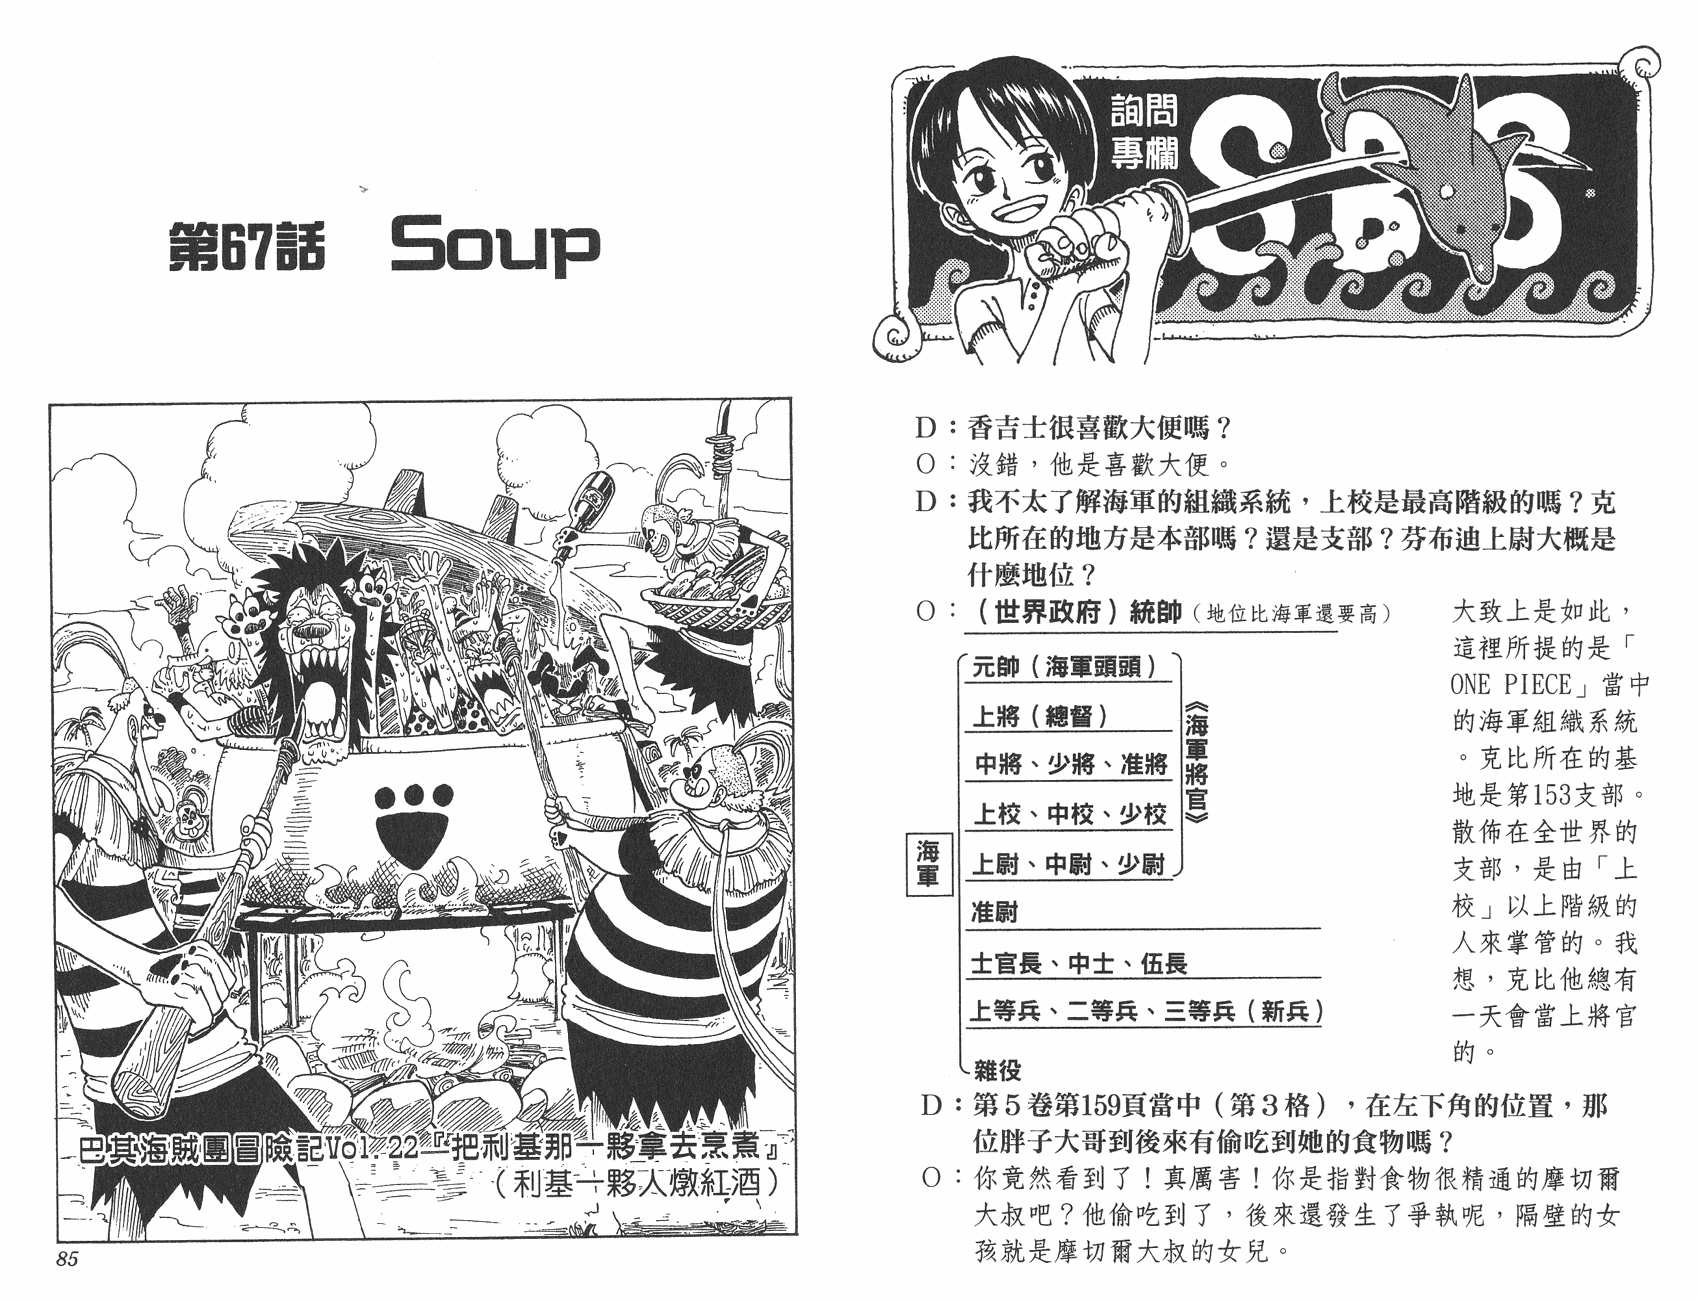 詢問
專欄
SBS
D：香吉士很喜歡大便嗎？
O：沒錯，他是喜歡大便。
D：我不太了解海軍的組織系統，上校是最高階級的嗎？克
比所在的地方是本部嗎？還是支部？芬布迪上尉大概是
什麼地位？
O：（世界政府）統帥（地位比海軍還要高）
元帥（海軍頭頭）
上將（總督）
中將、少將、准將
上校、中校、少校
上尉、中尉、少尉
《海軍將官》
海軍
准尉
士官長、中士、伍長
上等兵、二等兵、三等兵（新兵）
雜役
大致上是如此，
這裡所提的是「
ONE PIECE」當中
的海軍組織系統
。克比所在的基
地是第153支部。
散佈在全世界的
支部，是由「上
校」以上階級的
人來掌管的。我
想，克比他總有
一天會當上將官
的。
D：第５卷第159頁當中（第３格），在左下角的位置，那
位胖子大哥到後來有偷吃到她的食物嗎？
O：你竟然看到了！真厲害！你是指對食物很精通的摩切爾
大叔吧？他偷吃到了，後來還發生了爭執呢，隔壁的女
孩就是摩切爾大叔的女兒。
第67話　Soup
巴其海賊團冒險記Vol. 22『把利基那一夥拿去烹煮』
（利基一夥人燉紅酒）
85